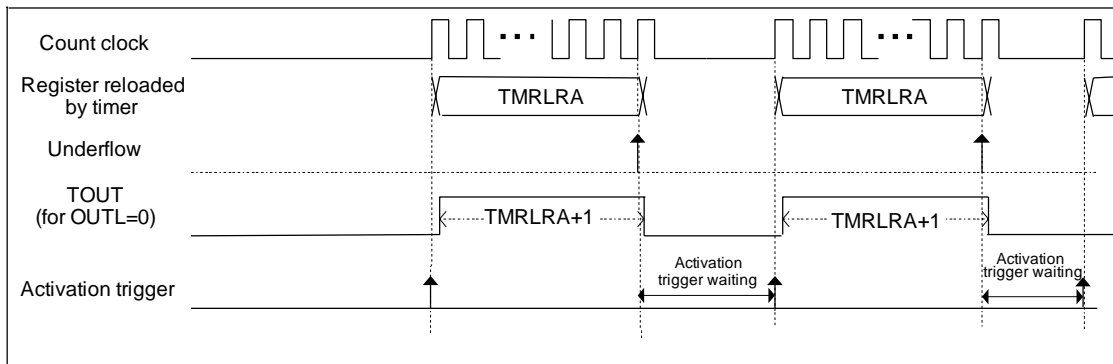 Count clock
Register reloaded
by timer
TMRLRA
TMRLRA
Underflow
TOUT
(for OUTL=0)
TMRLRA+1
TMRLRA+1
Activation
trigger waiting
Activation
trigger waiting
Activation trigger